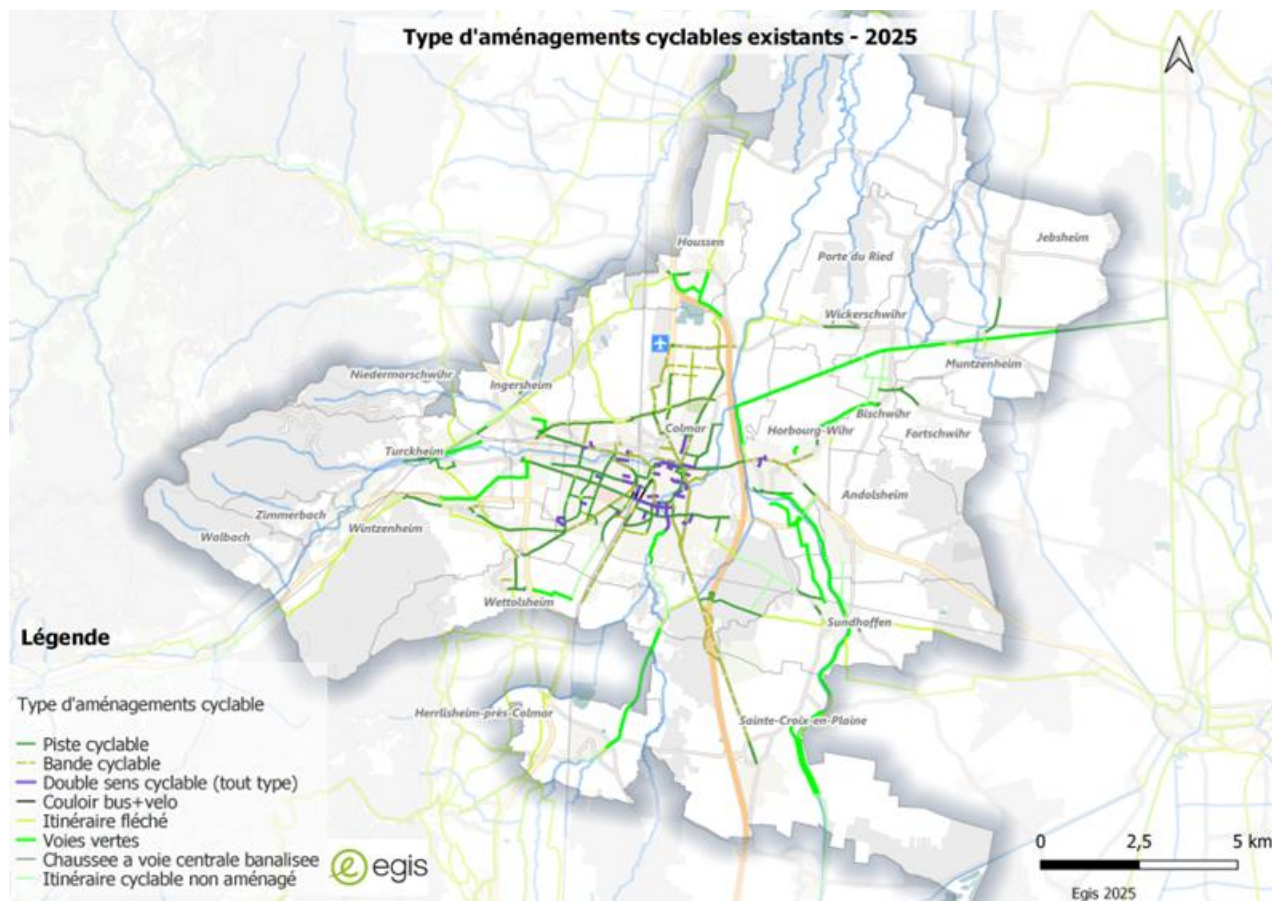 Type d'aménagements cyclables existants - 2025
Houssen
Jebsheim
Porte du Ried
Wickerschwihr
Muntzenheim
Niedermorschwihr
Ingersheim
Bischwihr
Colmar
Horbourg-Wihr
Fortschwihr
Turckheim
Andolsheim
Zimmerbach
Wintzenheim
Walbach
Wettolsheim
Sundhoffen
Légende
Type d'aménagements cyclable
Herrlisheim-près-Colmar
Sainte-Croix-en-Plaine
Piste cyclable
Bande cyclable
Double sens cyclable (tout type)
Couloir bus+velo
Itinéraire fléché
Voies vertes
Chaussee a voie centrale banalisee
Itinéraire cyclable non aménagé
egis
0 2,5 5 km
Egis 2025